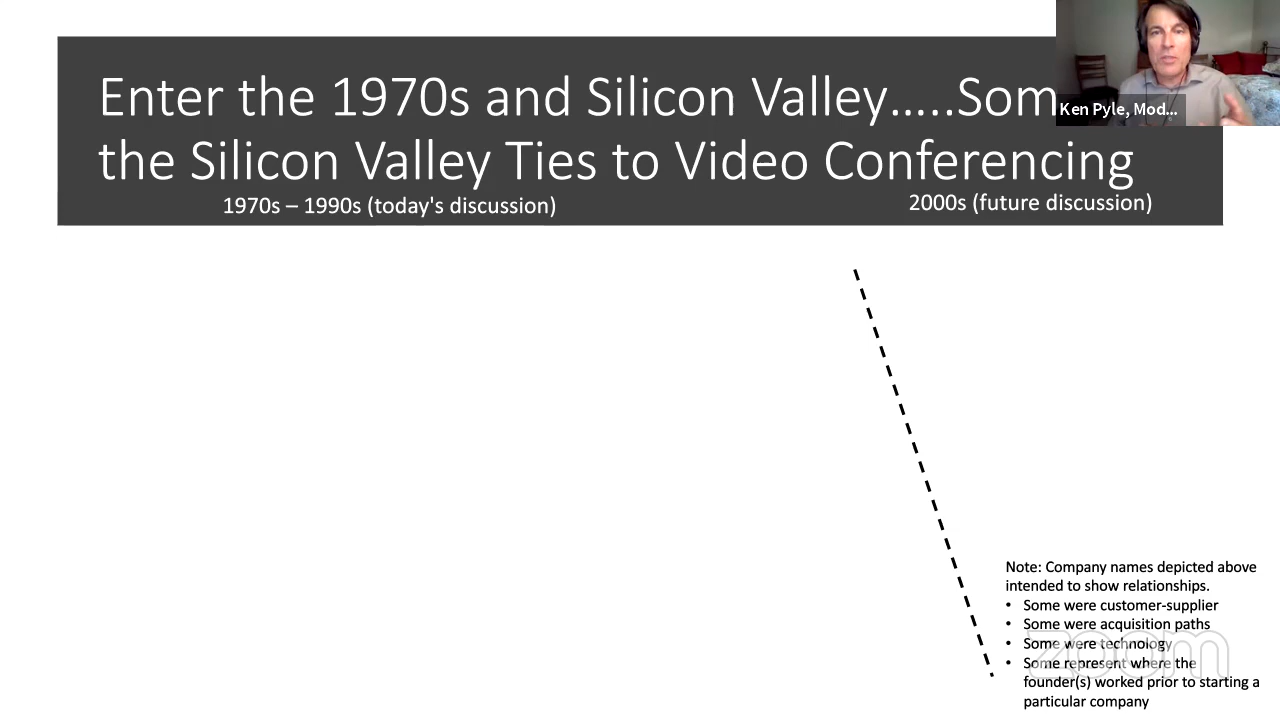 Enter the 1970s and Silicon Valley…..Som
the Silicon Valley Ties to Video Conferencing
1970s – 1990s (today's discussion)
2000s (future discussion)
Ken Pyle, Mod...
Note: Company names depicted above
intended to show relationships.
• Some were customer-supplier
• Some were acquisition paths
• Some were technology
• Some represent where the
founder(s) worked prior to starting a
particular company
zoom